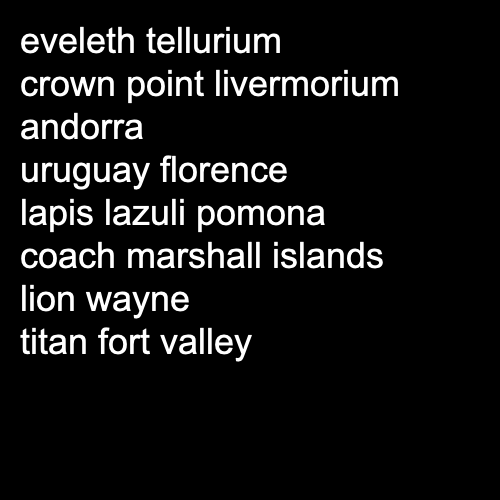 eveleth tellurium
crown point livermorium
andorra
uruguay florence
lapis lazuli pomona
coach marshall islands
lion wayne
titan fort valley